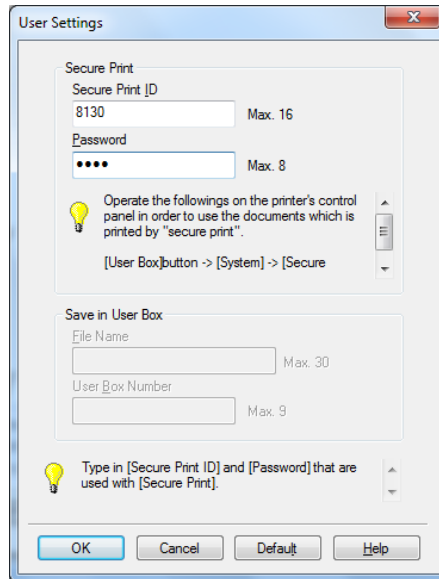 User Settings
Secure Print
Secure Print ID
8130
Max. 16
Password
••••
Max. 8
Operate the followings on the printer's control
panel in order to use the documents which is
printed by "secure print".
[User Box]button -> [System] -> [Secure
Save in User Box
File Name
Max. 30
User Box Number
Max. 9
Type in [Secure Print ID] and [Password] that are
used with [Secure Print].
OK
Cancel
Default
Help